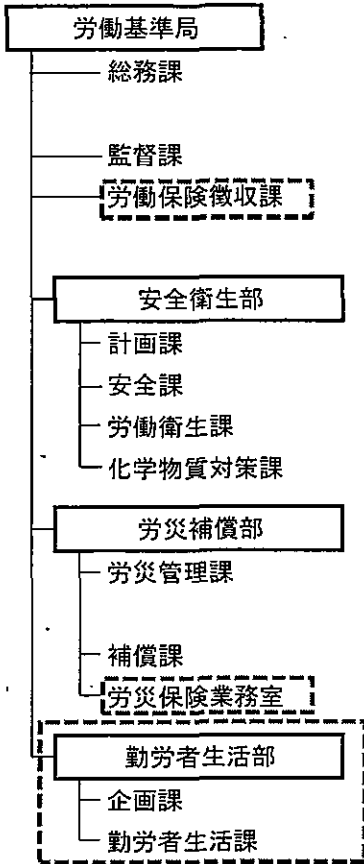 労働基準局
総務課
監督課
労働保険徴収課
安全衛生部
計画課
安全課
労働衛生課
化学物質対策課
労災補償部
労災管理課
補償課
労災保険業務室
勤労者生活部
企画課
勤労者生活課